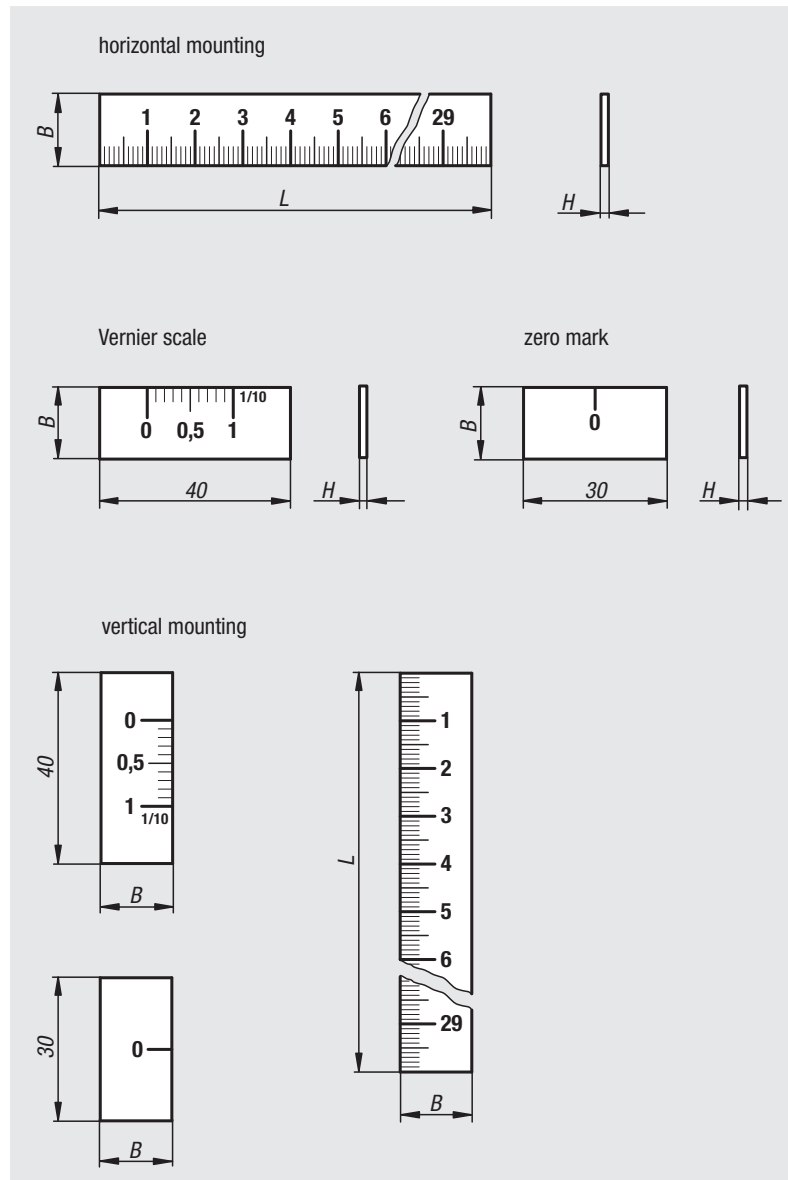 horizontal mounting
B
1 2 3 4 5 6 29
L
H
Vernier scale
B
1/10
0 0,5 1
40
H
zero mark
B
0
30
H
vertical mounting
40
0
0,5
1
1/10
B
30
0
B
L
1
2
3
4
5
6
29
B